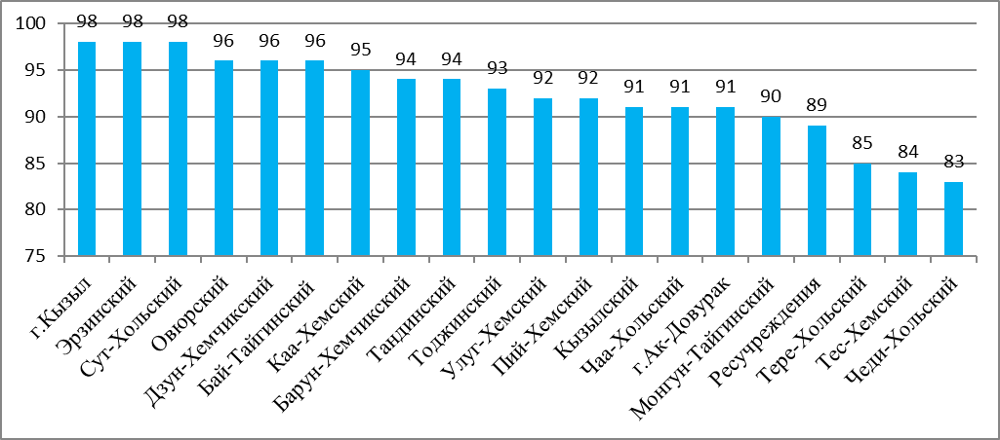 100
95
90
85
80
75
98
98
98
96
96
96
95
94
94
93
92
92
91
91
91
90
89
85
84
83
г.Кызыл
Эрзинский
Сут-Хольский
Овюрский
Дзун-Хемчикский
Бай-Тайгинский
Каа-Хемский
Барун-Хемчикский
Тандинский
Тоджинский
Улуг-Хемский
Пий-Хемский
Кызылский
Чаа-Хольский
г.Ак-Довурак
Монгун-Тайгинский
Ресучреждения
Тере-Хольский
Тес-Хемский
Чеди-Хольский